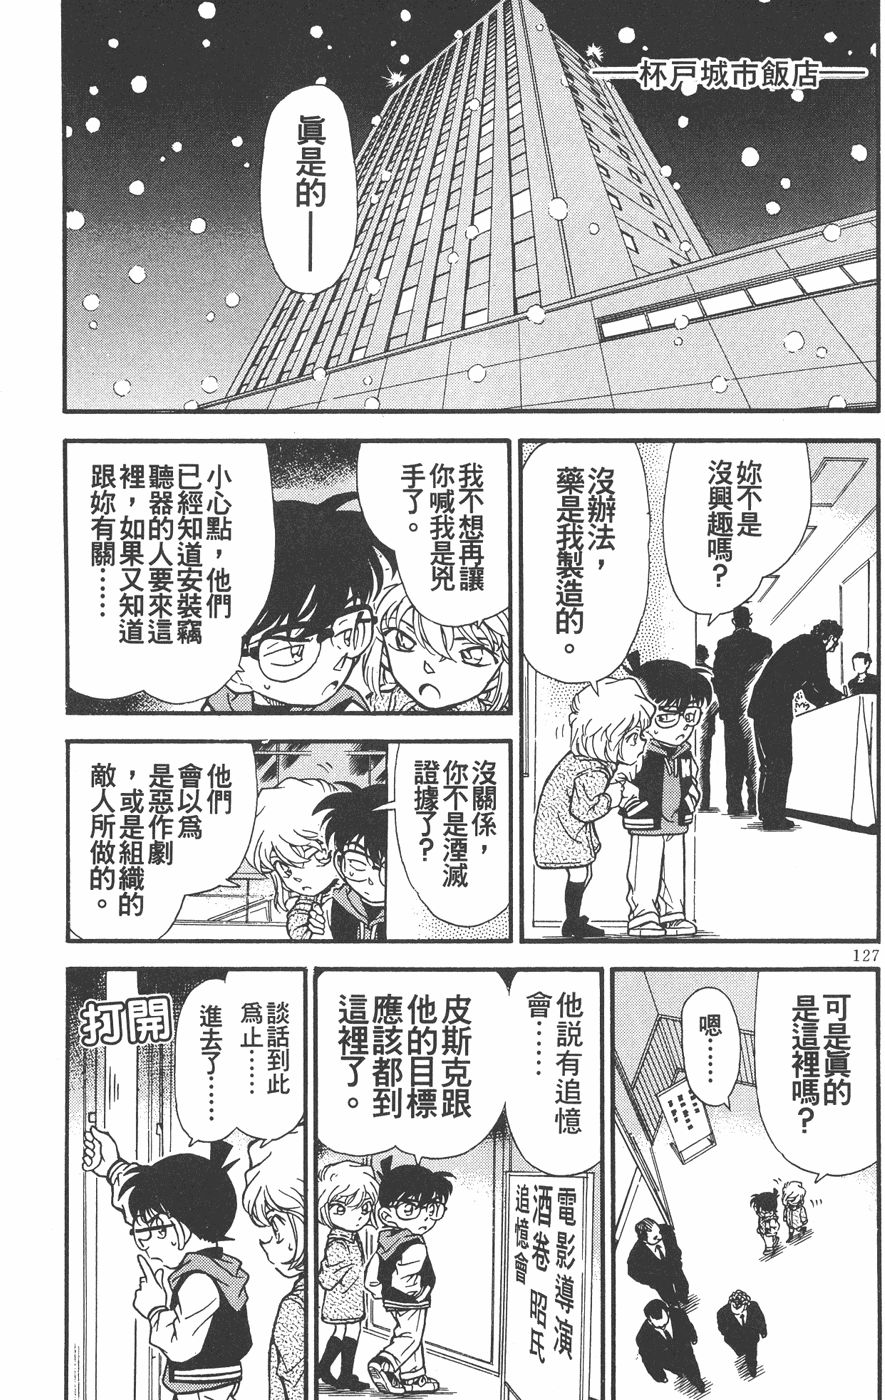 杯戸城市飯店
眞是的——
妳不是
沒興趣嗎？
沒辦法，
藥是我製造的。
我不想再讓
你喊我是兇
手了。
小心點，他們
已經知道安裝竊
聽器的人要來這
裡，如果又知道
跟妳有關……
沒關係，
你不是湮滅
證據了？
他們
會以為
是惡作劇
，或是組織的
敵人所做的。
127
可是眞的
是這裡嗎？
嗯……
他說有追憶
會……
皮斯克跟
他的目標
應該都到
這裡了。
電影導演
酒卷 昭氏
追憶會
談話到此
為止……
進去了……
打開